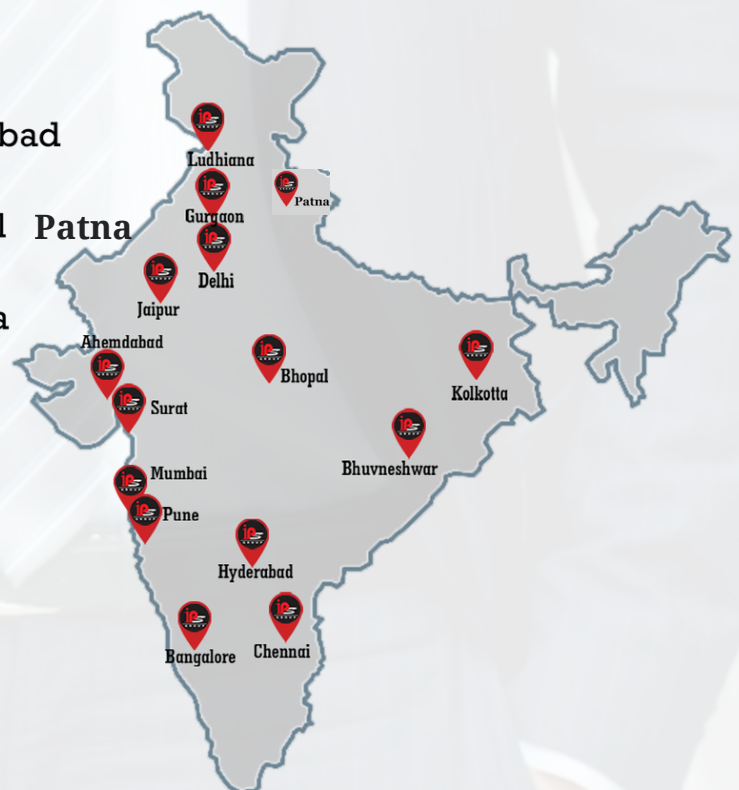 bad
Ludhiana
Patna
Gurgaon
Patna
Delhi
Jaipur
a
Ahemdabad
Bhopal
Kolkotta
Surat
Bhuvneshwar
Mumbai
Pune
Hyderabad
Chennai
Bangalore